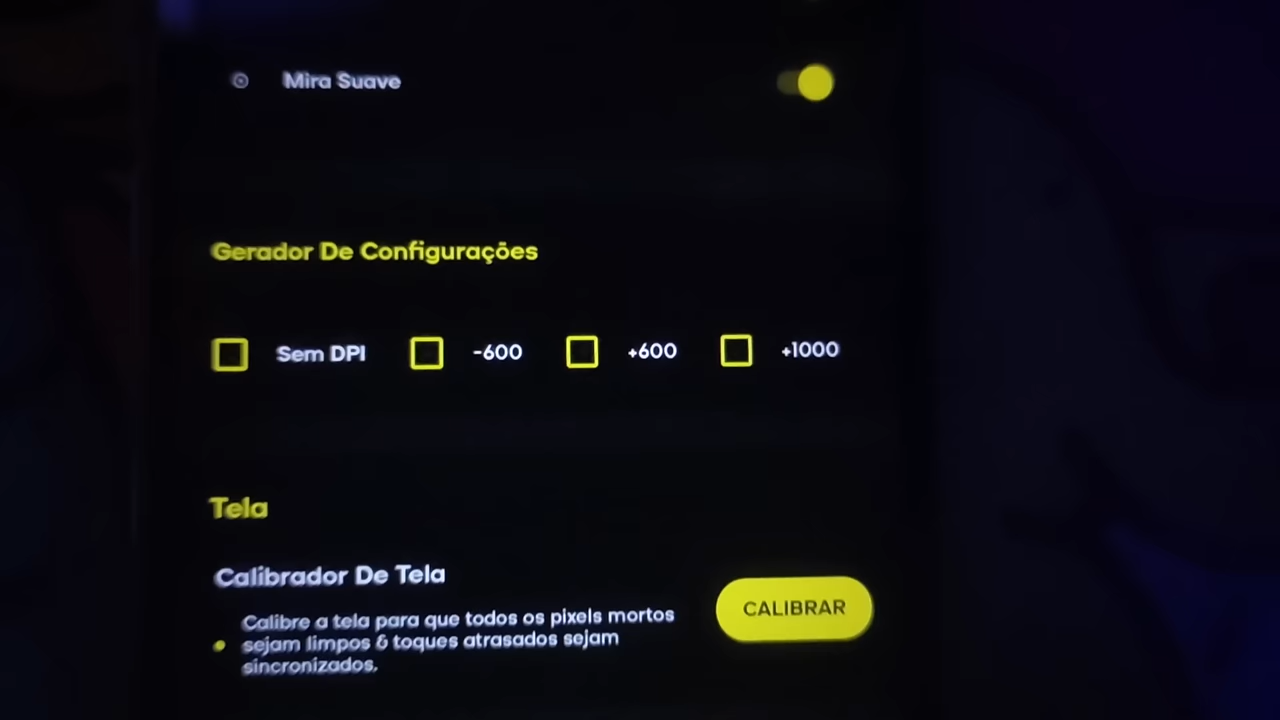 Mira Suave
Gerador De Configurações
Sem DPI -600 +600 +1000
Tela
Calibrador De Tela
Calibre a tela para que todos os pixels mortos
sejam limpos & toques atrasados sejam
sincronizados.
CALIBRAR